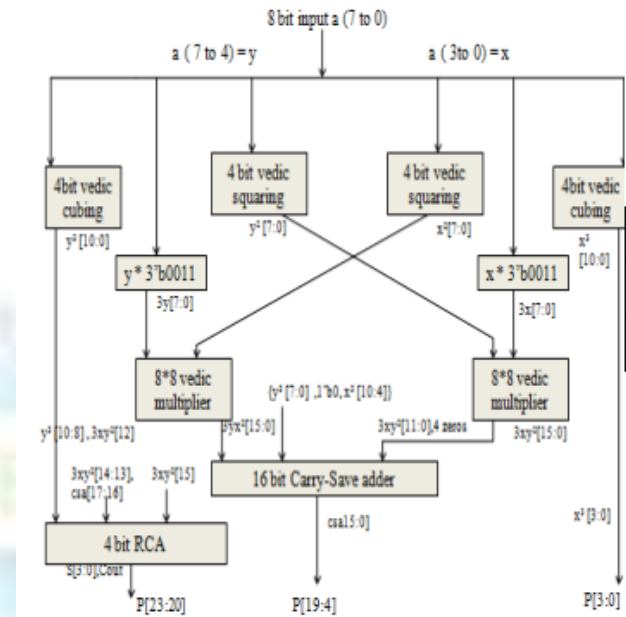 8 bit input a (7 to 0)
a ( 7 to 4) = y
a ( 3to 0) = x
4bit vedic
cubing
4 bit vedic
squaring
4 bit vedic
squaring
4bit vedic
cubing
y³ [10:0]
y² [7:0]
x²[7:0]
x³
[10:0]
y * 3'b0011
x * 3'b0011
3y[7:0]
3x[7:0]
8*8 vedic
multiplier
8*8 vedic
multiplier
{y³ [7:0] ,1'b0, x³ [10:4]}
y³ [10:8] , 3xy²[12]
3yx²[15:0]
3xy²[11:0],4 zeros
3xy²[15:0]
3xy²[14:13],
csa[17:16]
3xy²[15]
16 bit Carry-Save adder
4 bit RCA
csa15:0]
x³ [3:0]
S[3:0],Cout
P[23:20]
P[19:4]
P[3:0]